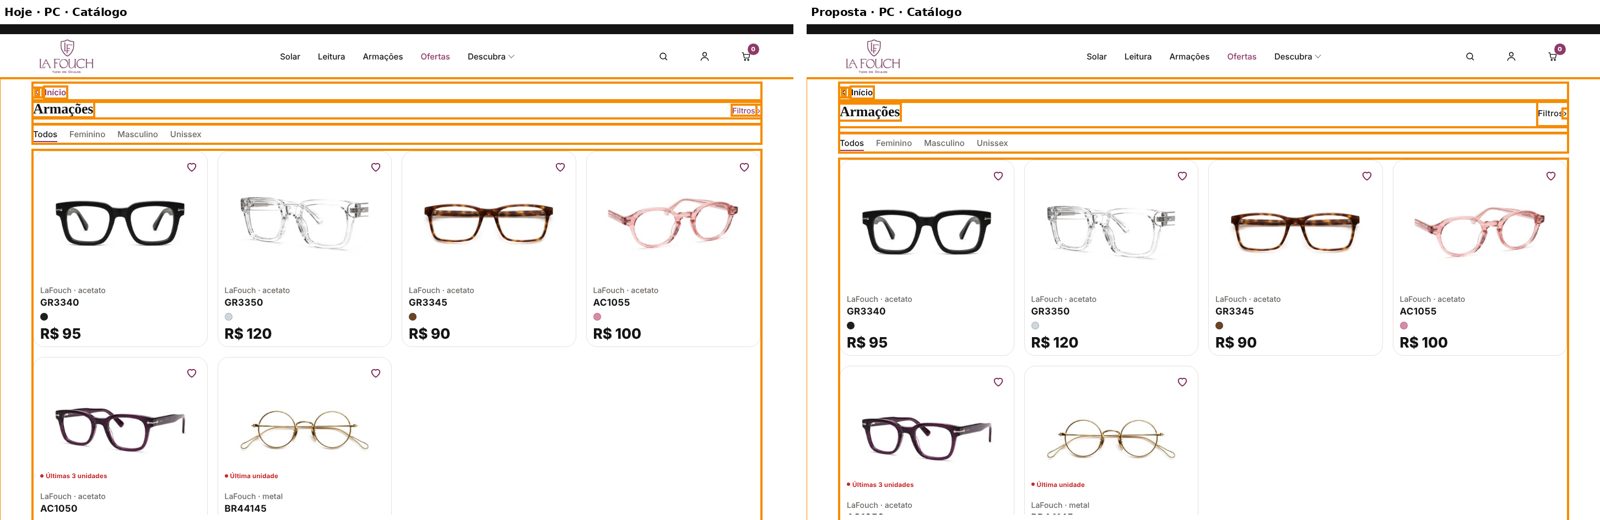 Hoje · PC · Catálogo
LA FOUCH
Solar Leitura Armações Ofertas Descubra
0
Início
Armações
Filtros
Todos Feminino Masculino Unissex
LaFouch · acetato
GR3340
R$ 95
LaFouch · acetato
GR3350
R$ 120
LaFouch · acetato
GR3345
R$ 90
LaFouch · acetato
AC1055
R$ 100
Últimas 3 unidades
LaFouch · acetato
AC1050
Última unidade
LaFouch · metal
BR44145
Proposta · PC · Catálogo
LA FOUCH
Solar Leitura Armações Ofertas Descubra
0
Início
Armações
Filtros
Todos Feminino Masculino Unissex
LaFouch · acetato
GR3340
R$ 95
LaFouch · acetato
GR3350
R$ 120
LaFouch · acetato
GR3345
R$ 90
LaFouch · acetato
AC1055
R$ 100
Últimas 3 unidades
LaFouch · acetato
Última unidade
LaFouch · metal